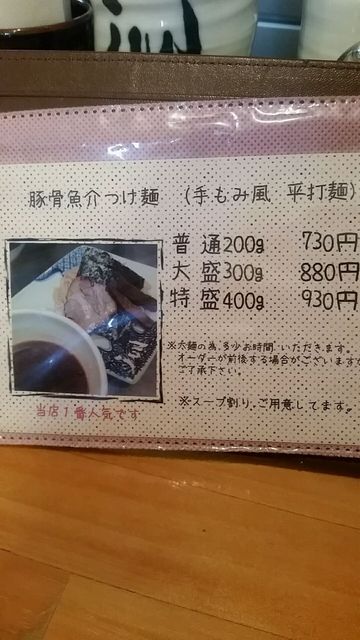 豚骨魚介つけ麺 (手もみ風 平打麺)
普通200g 730円
大盛300g 880円
特盛400g 930円
※太麺の為、多少お時間いただきます。
オーダーが前後する場合がございますが
ご了承下さい。
※スープ割り、ご用意してます。
当店1番人気です